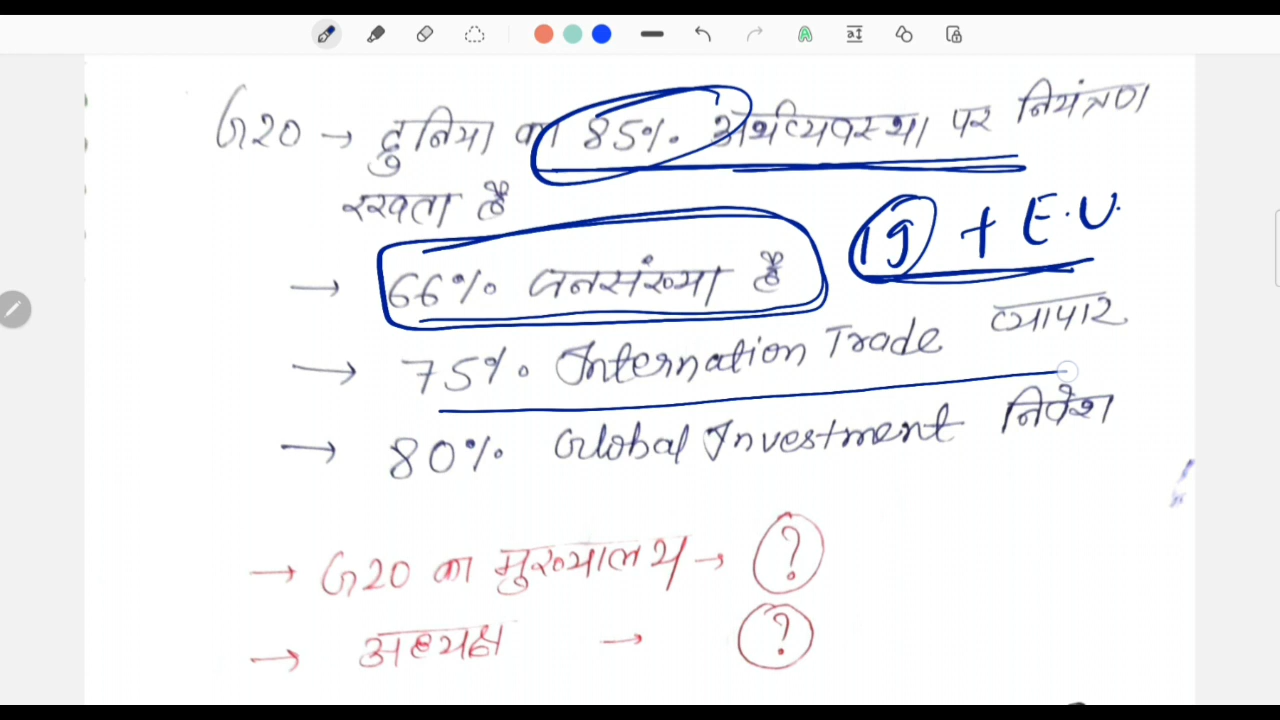 G20 → दुनिया का 85% अर्थव्यवस्था पर नियंत्रण
रखता है
19 + E.U.
→ 66% जनसंख्या है
→ 75% Internation Trade व्यापार
→ 80% Global Investment निवेश
→ G20 का मुख्यालय → ?
→ अध्यक्ष → ?